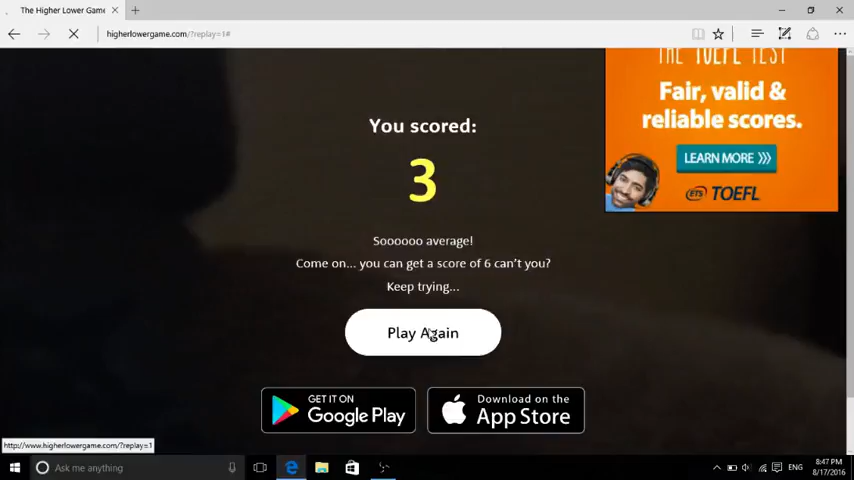 The Higher Lower Game
higherlowergame.com/?replay=1#
THE TOEFL TEST
Fair, valid &
reliable scores.
LEARN MORE
ETS TOEFL
You scored:
3
Soooooo average!
Come on... you can get a score of 6 can't you?
Keep trying...
Play Again
GET IT ON
Google Play
Download on the
App Store
http://www.higherlowergame.com/?replay=1
Ask me anything
ENG
8:47 PM
8/17/2016